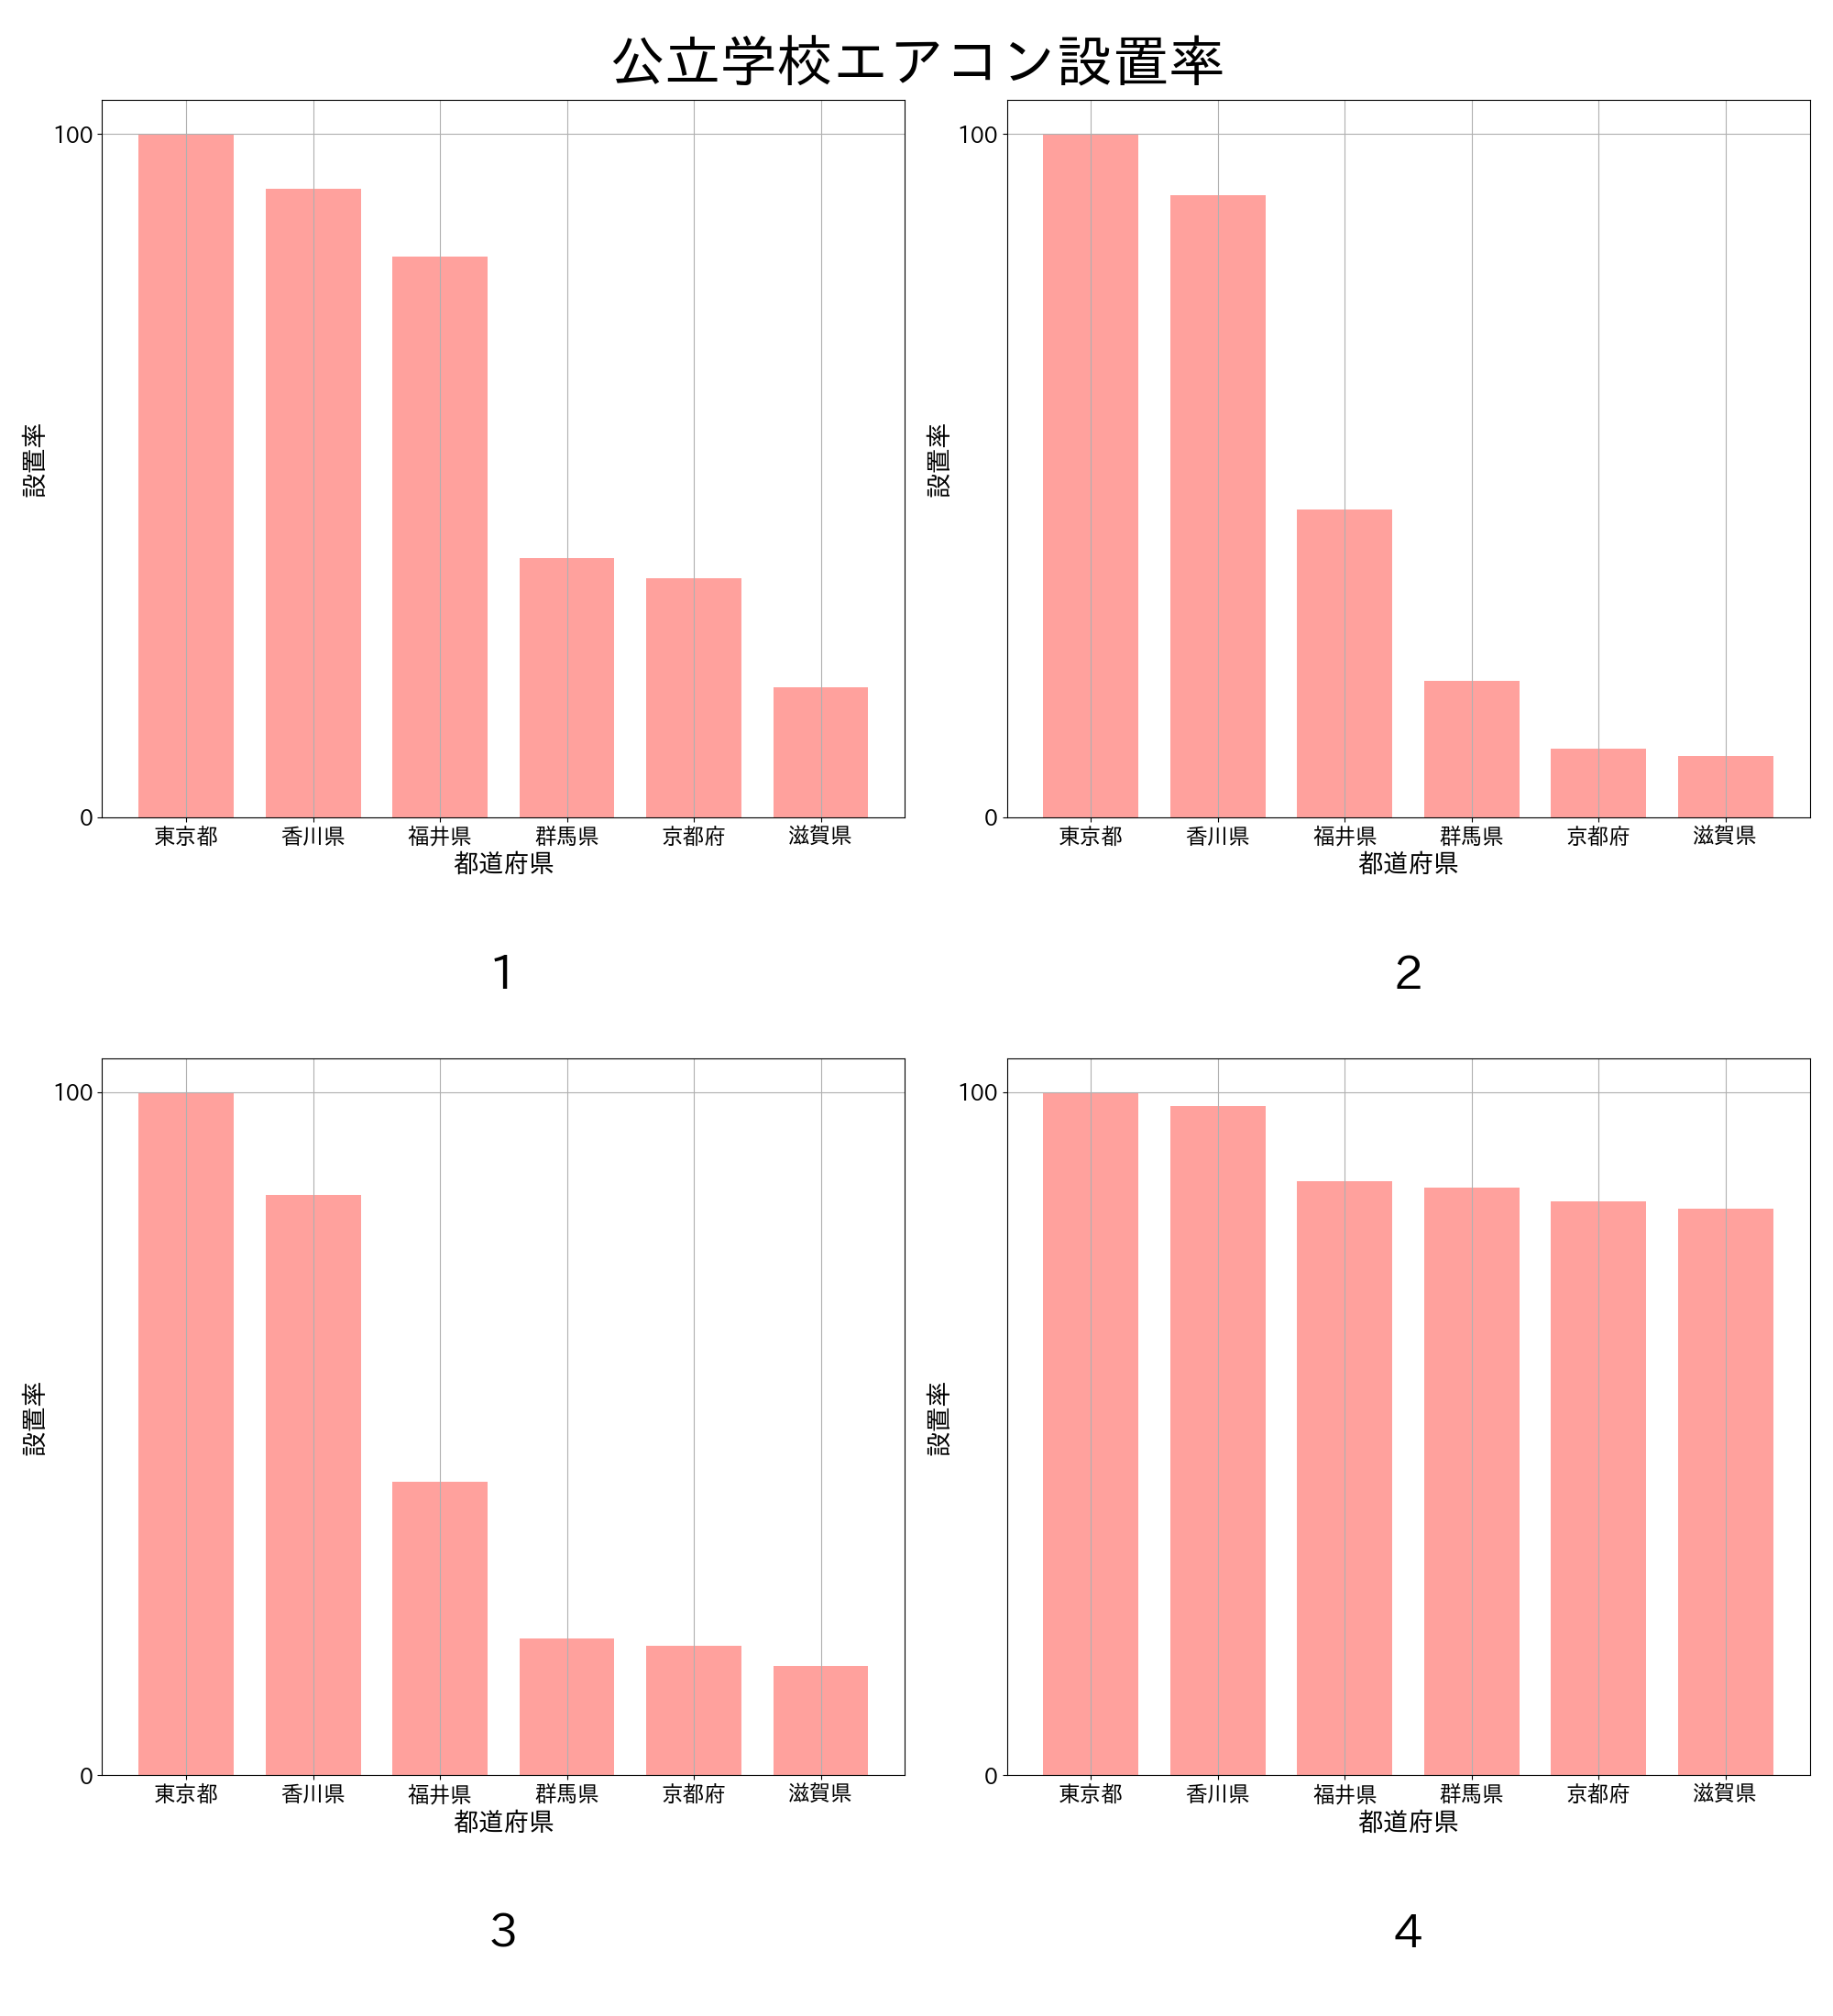 公立学校エアコン設置率
100
0
設置率
東京都 香川県 福井県 群馬県 京都府 滋賀県
都道府県
1
100
0
設置率
東京都 香川県 福井県 群馬県 京都府 滋賀県
都道府県
2
100
0
設置率
東京都 香川県 福井県 群馬県 京都府 滋賀県
都道府県
3
100
0
設置率
東京都 香川県 福井県 群馬県 京都府 滋賀県
都道府県
4